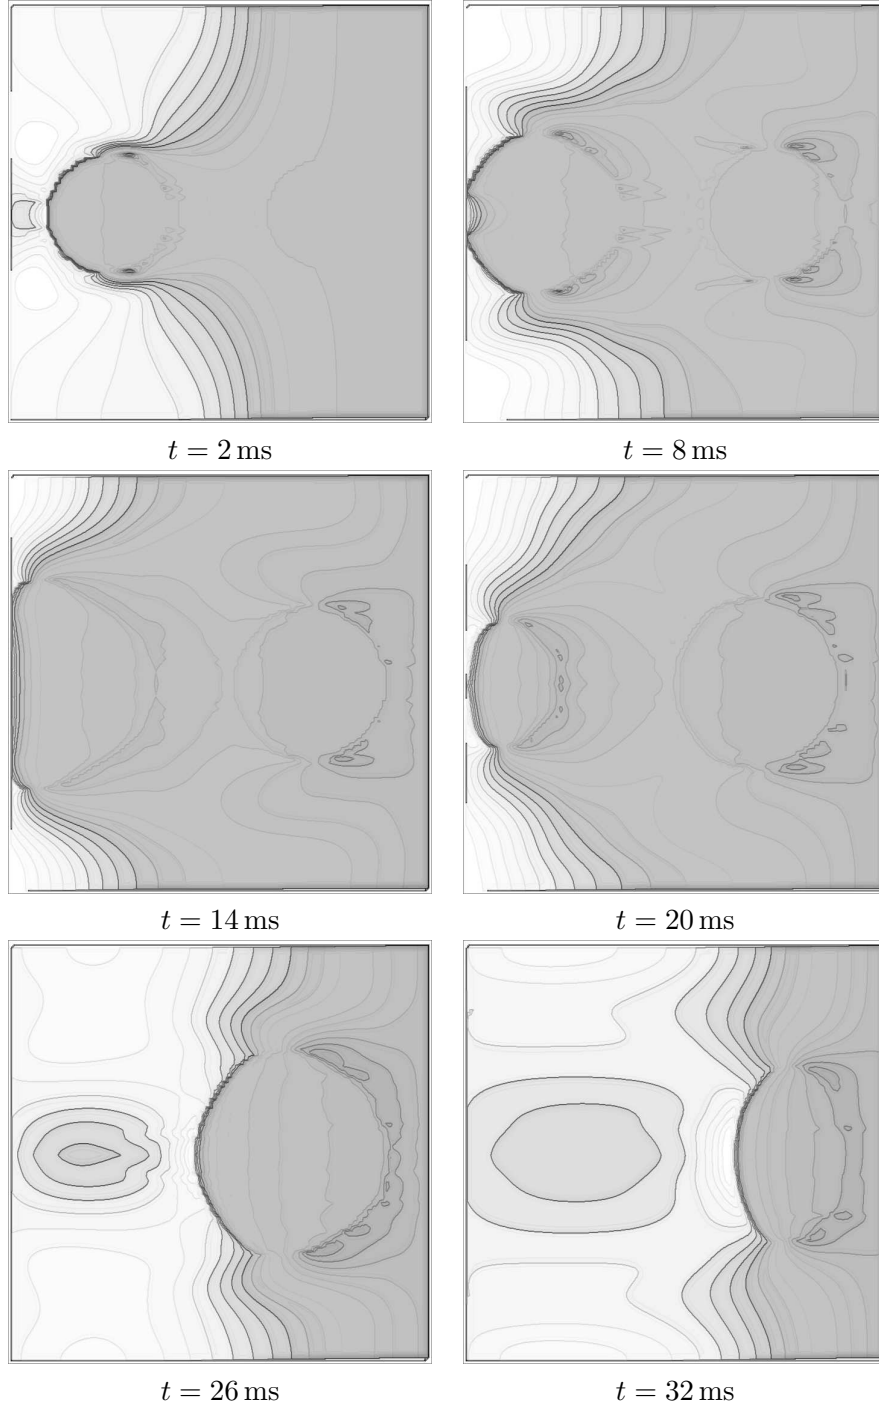 t = 2 ms
t = 8 ms
t = 14 ms
t = 20 ms
t = 26 ms
t = 32 ms